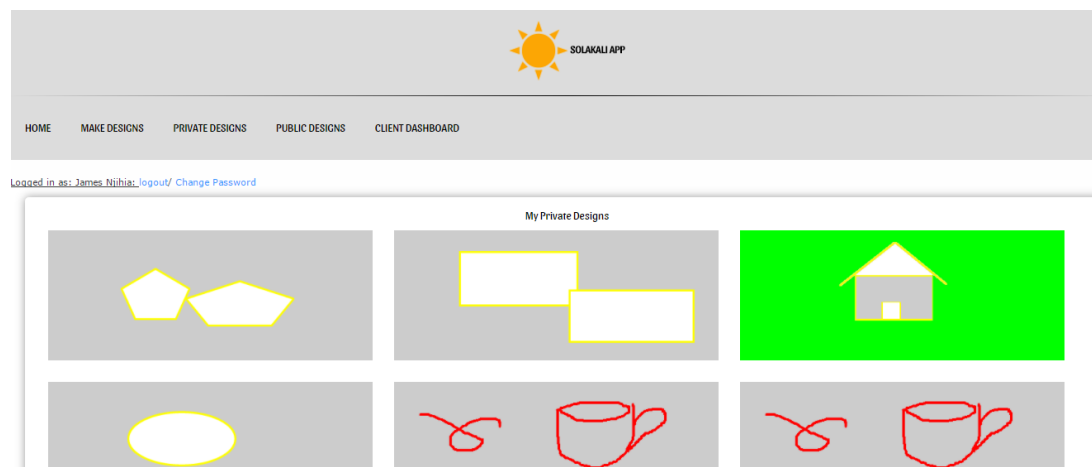 SOLAKALI APP
HOME MAKE DESIGNS PRIVATE DESIGNS PUBLIC DESIGNS CLIENT DASHBOARD
Logged in as: James Njihia: logout/ Change Password
My Private Designs